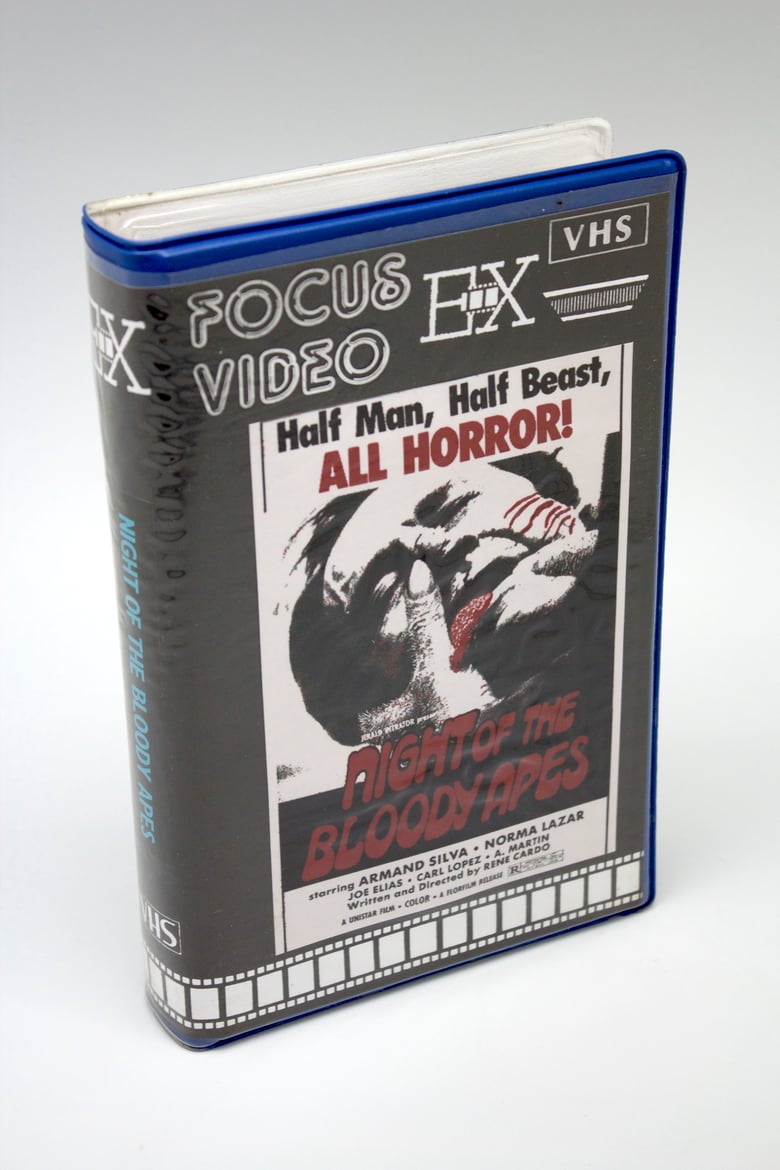 VHS
FOCUS
VIDEO
EX
Half Man, Half Beast,
ALL HORROR!
NIGHT OF THE
BLOODY APES
starring ARMAND SILVA • NORMA LAZAR
JOE ELIAS • CARL LOPEZ • A. MARTIN
Written and Directed by RENE CARDO
A UNISTAR FILM • COLOR • A FLORFILM RELEASE R
EX
NIGHT OF THE BLOODY APES
VHS